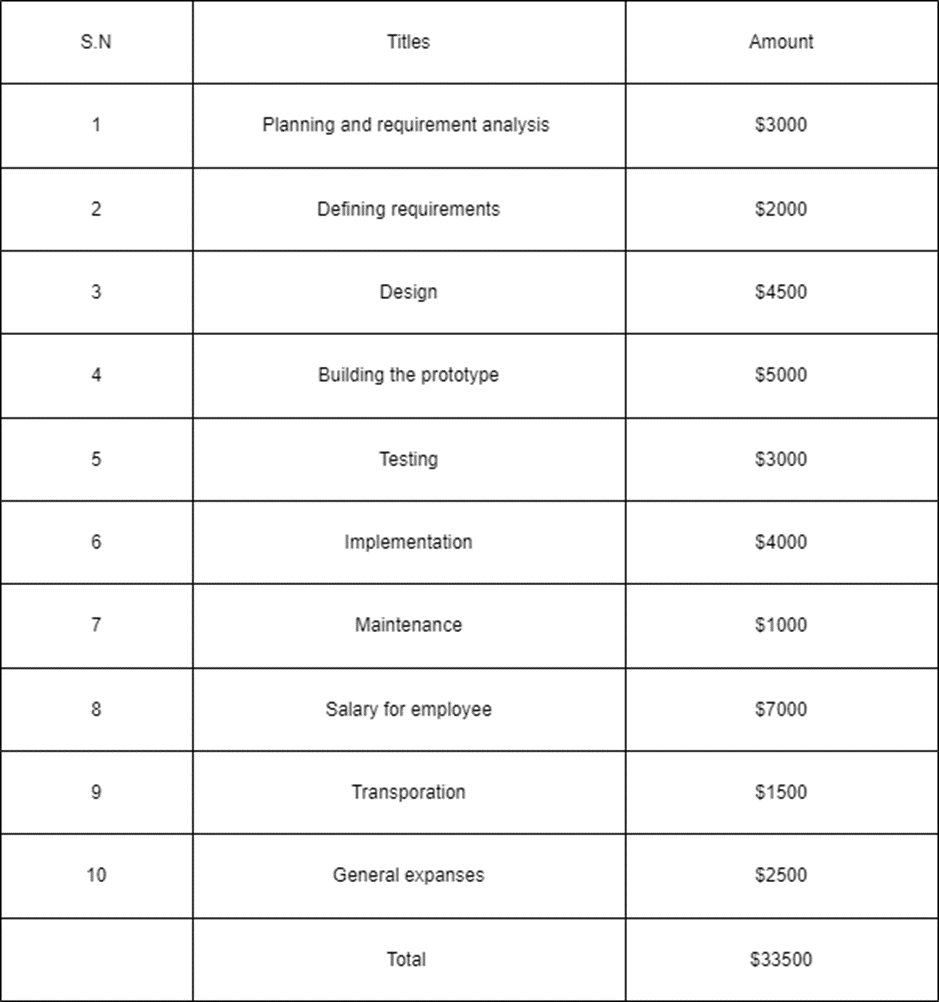 S.N Titles Amount
1 Planning and requirement analysis $3000
2 Defining requirements $2000
3 Design $4500
4 Building the prototype $5000
5 Testing $3000
6 Implementation $4000
7 Maintenance $1000
8 Salary for employee $7000
9 Transporation $1500
10 General expanses $2500
Total $33500